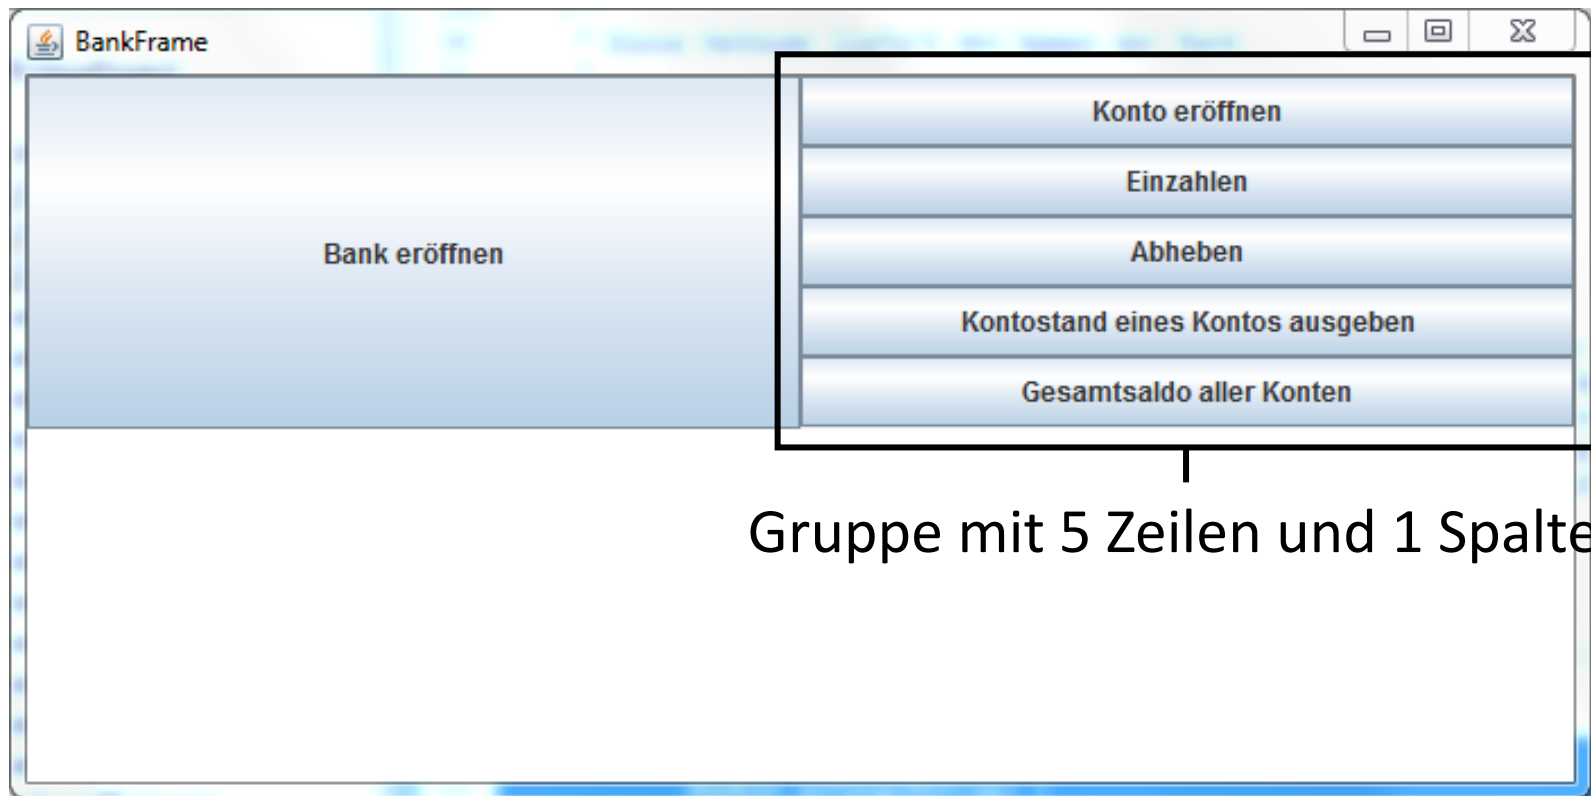 BankFrame
Bank eröffnen
Konto eröffnen
Einzahlen
Abheben
Kontostand eines Kontos ausgeben
Gesamtsaldo aller Konten
Gruppe mit 5 Zeilen und 1 Spalte